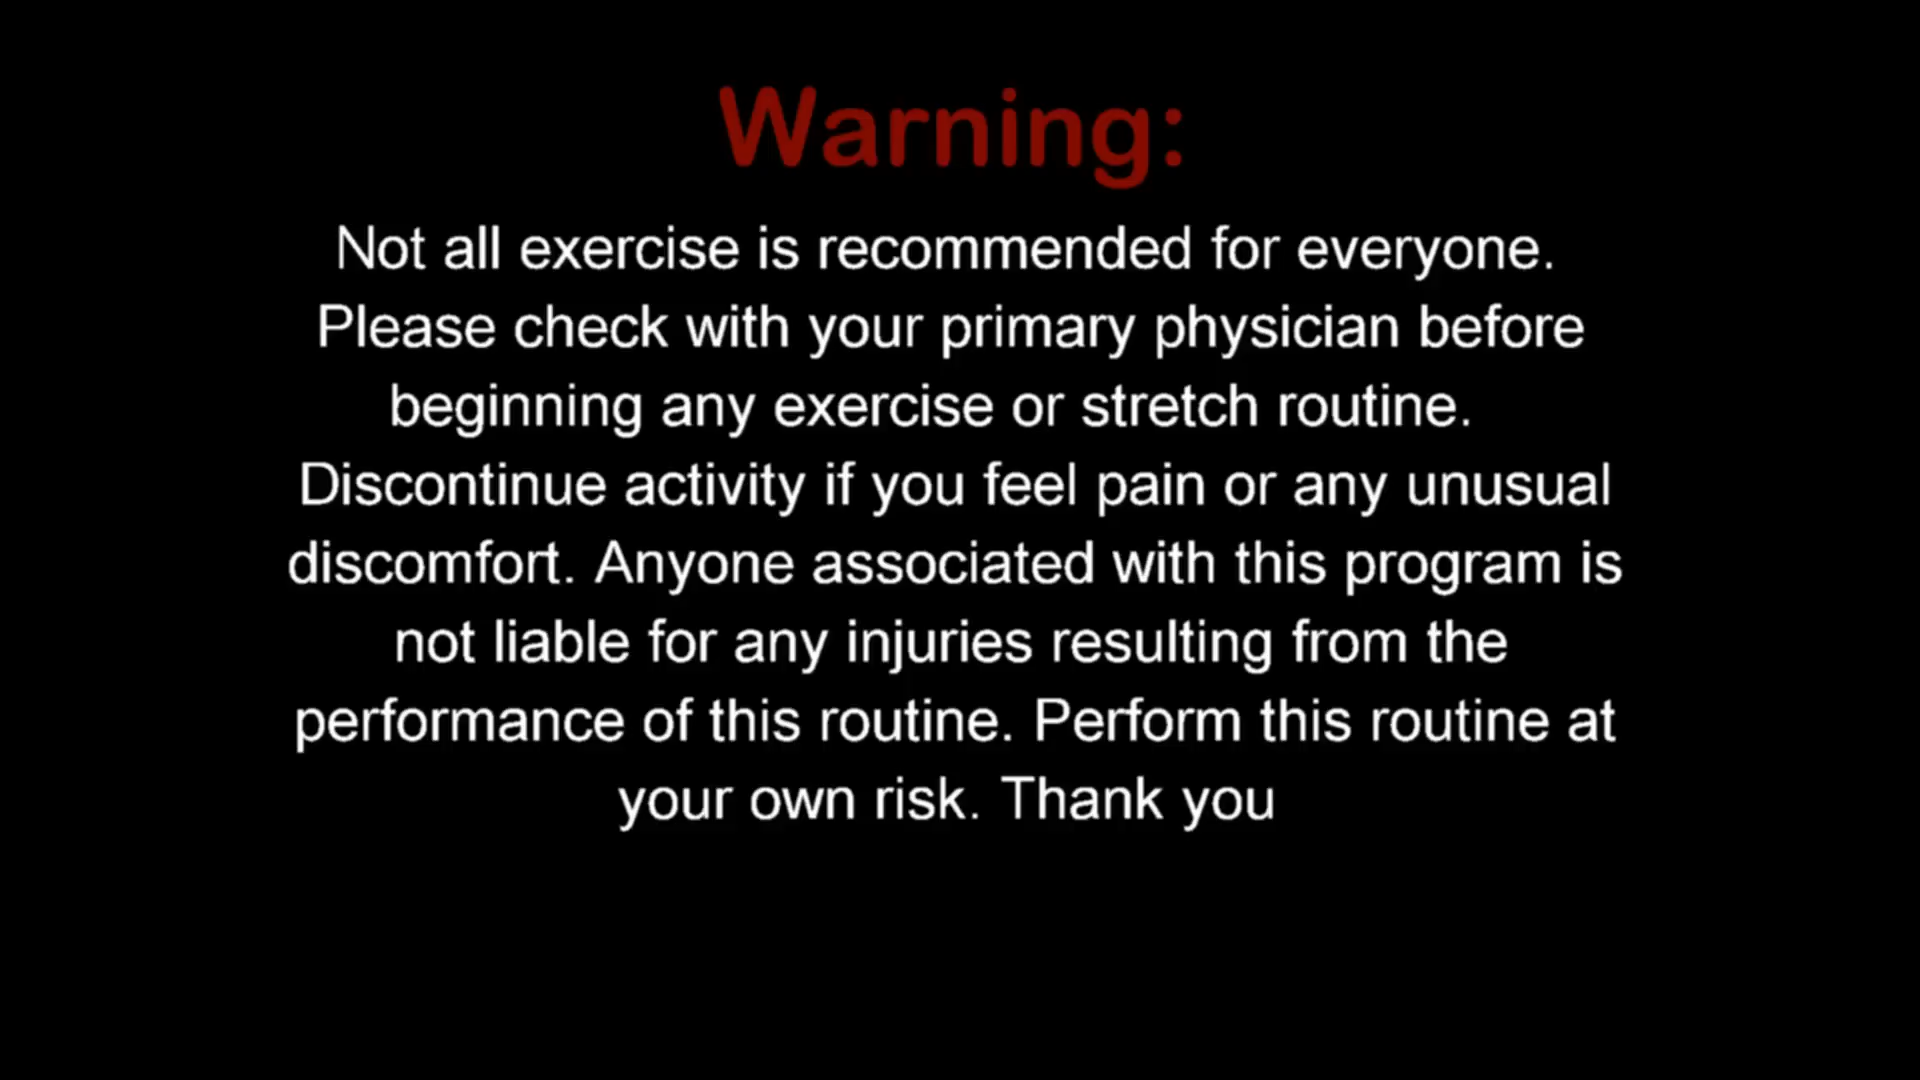 Warning:
Not all exercise is recommended for everyone.
Please check with your primary physician before
beginning any exercise or stretch routine.
Discontinue activity if you feel pain or any unusual
discomfort. Anyone associated with this program is
not liable for any injuries resulting from the
performance of this routine. Perform this routine at
your own risk. Thank you